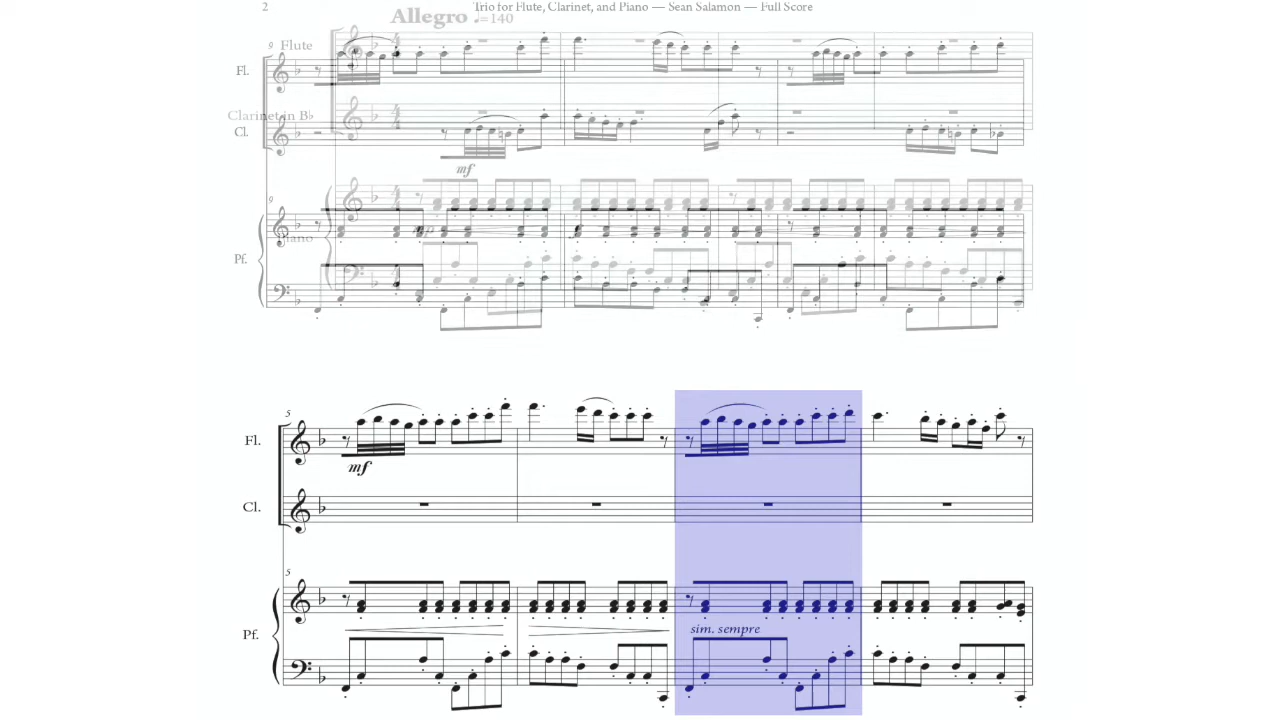 2
Trio for Flute, Clarinet, and Piano — Sean Salamon — Full Score
Allegro ♩=140
9 Flute
Fl.
Clarinet in B♭
Cl.
mf
9
Piano
Pf.
5
Fl.
mf
Cl.
5
Pf.
sim. sempre